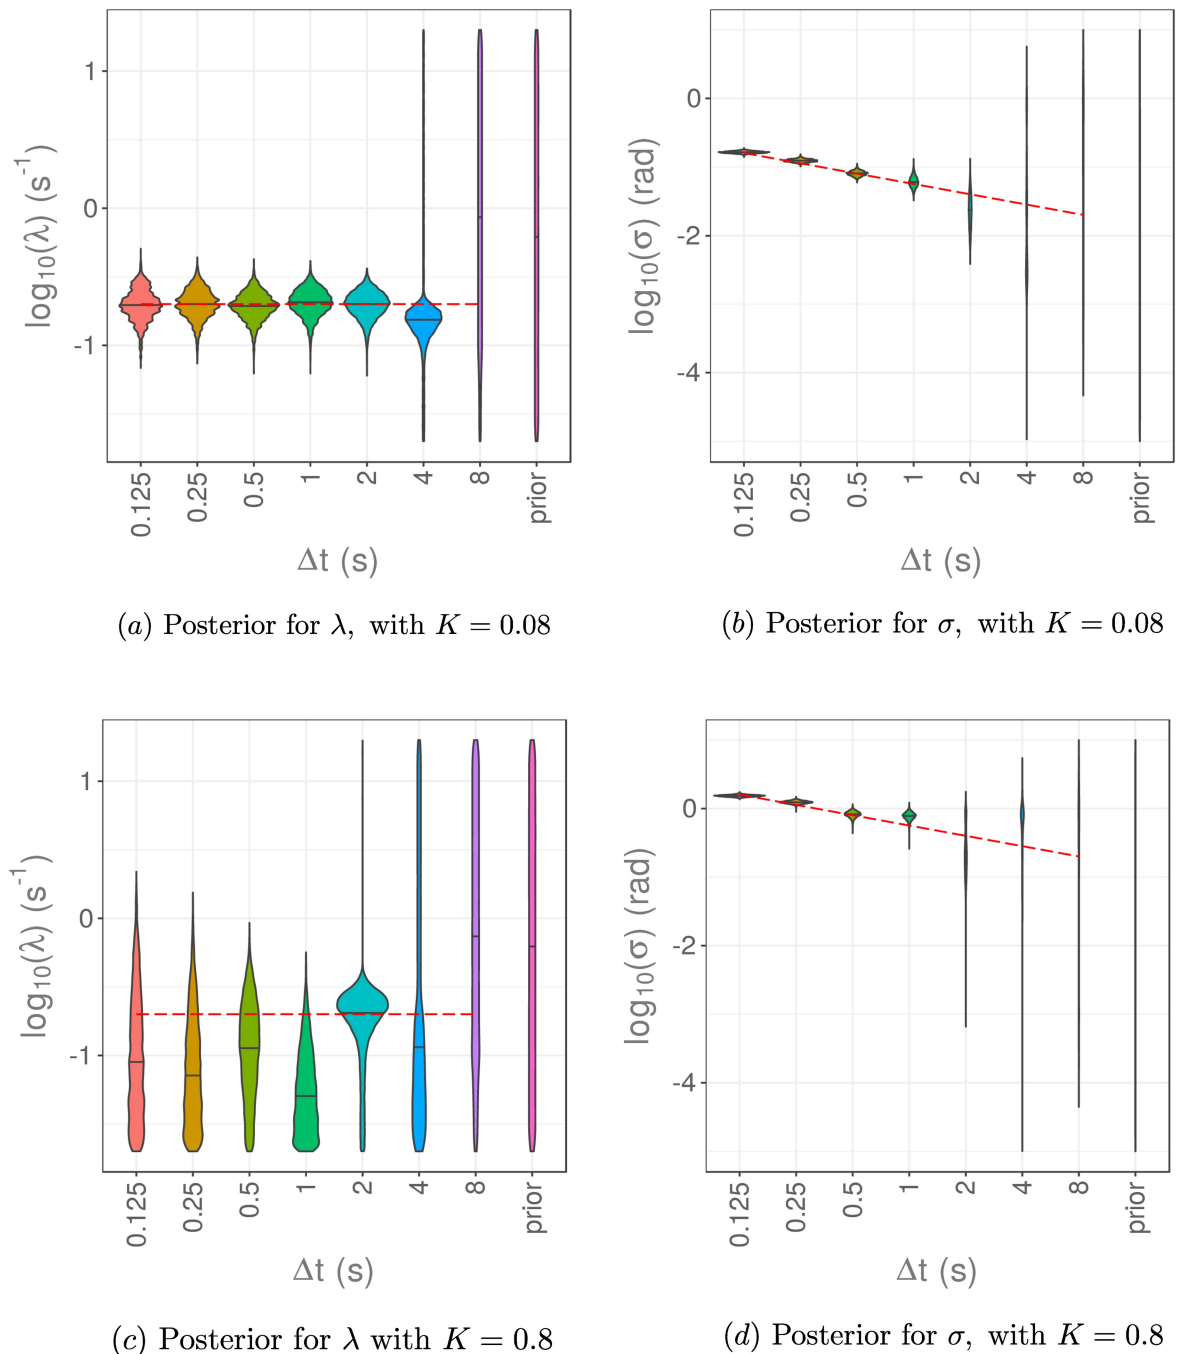 log10(λ) (s-1)
1
0
-1
0.125
0.25
0.5
1
2
4
8
prior
Δt (s)
(a) Posterior for λ, with K = 0.08
log10(σ) (rad)
0
-2
-4
0.125
0.25
0.5
1
2
4
8
prior
Δt (s)
(b) Posterior for σ, with K = 0.08
log10(λ) (s-1)
1
0
-1
0.125
0.25
0.5
1
2
4
8
prior
Δt (s)
(c) Posterior for λ with K = 0.8
log10(σ) (rad)
0
-2
-4
0.125
0.25
0.5
1
2
4
8
prior
Δt (s)
(d) Posterior for σ, with K = 0.8